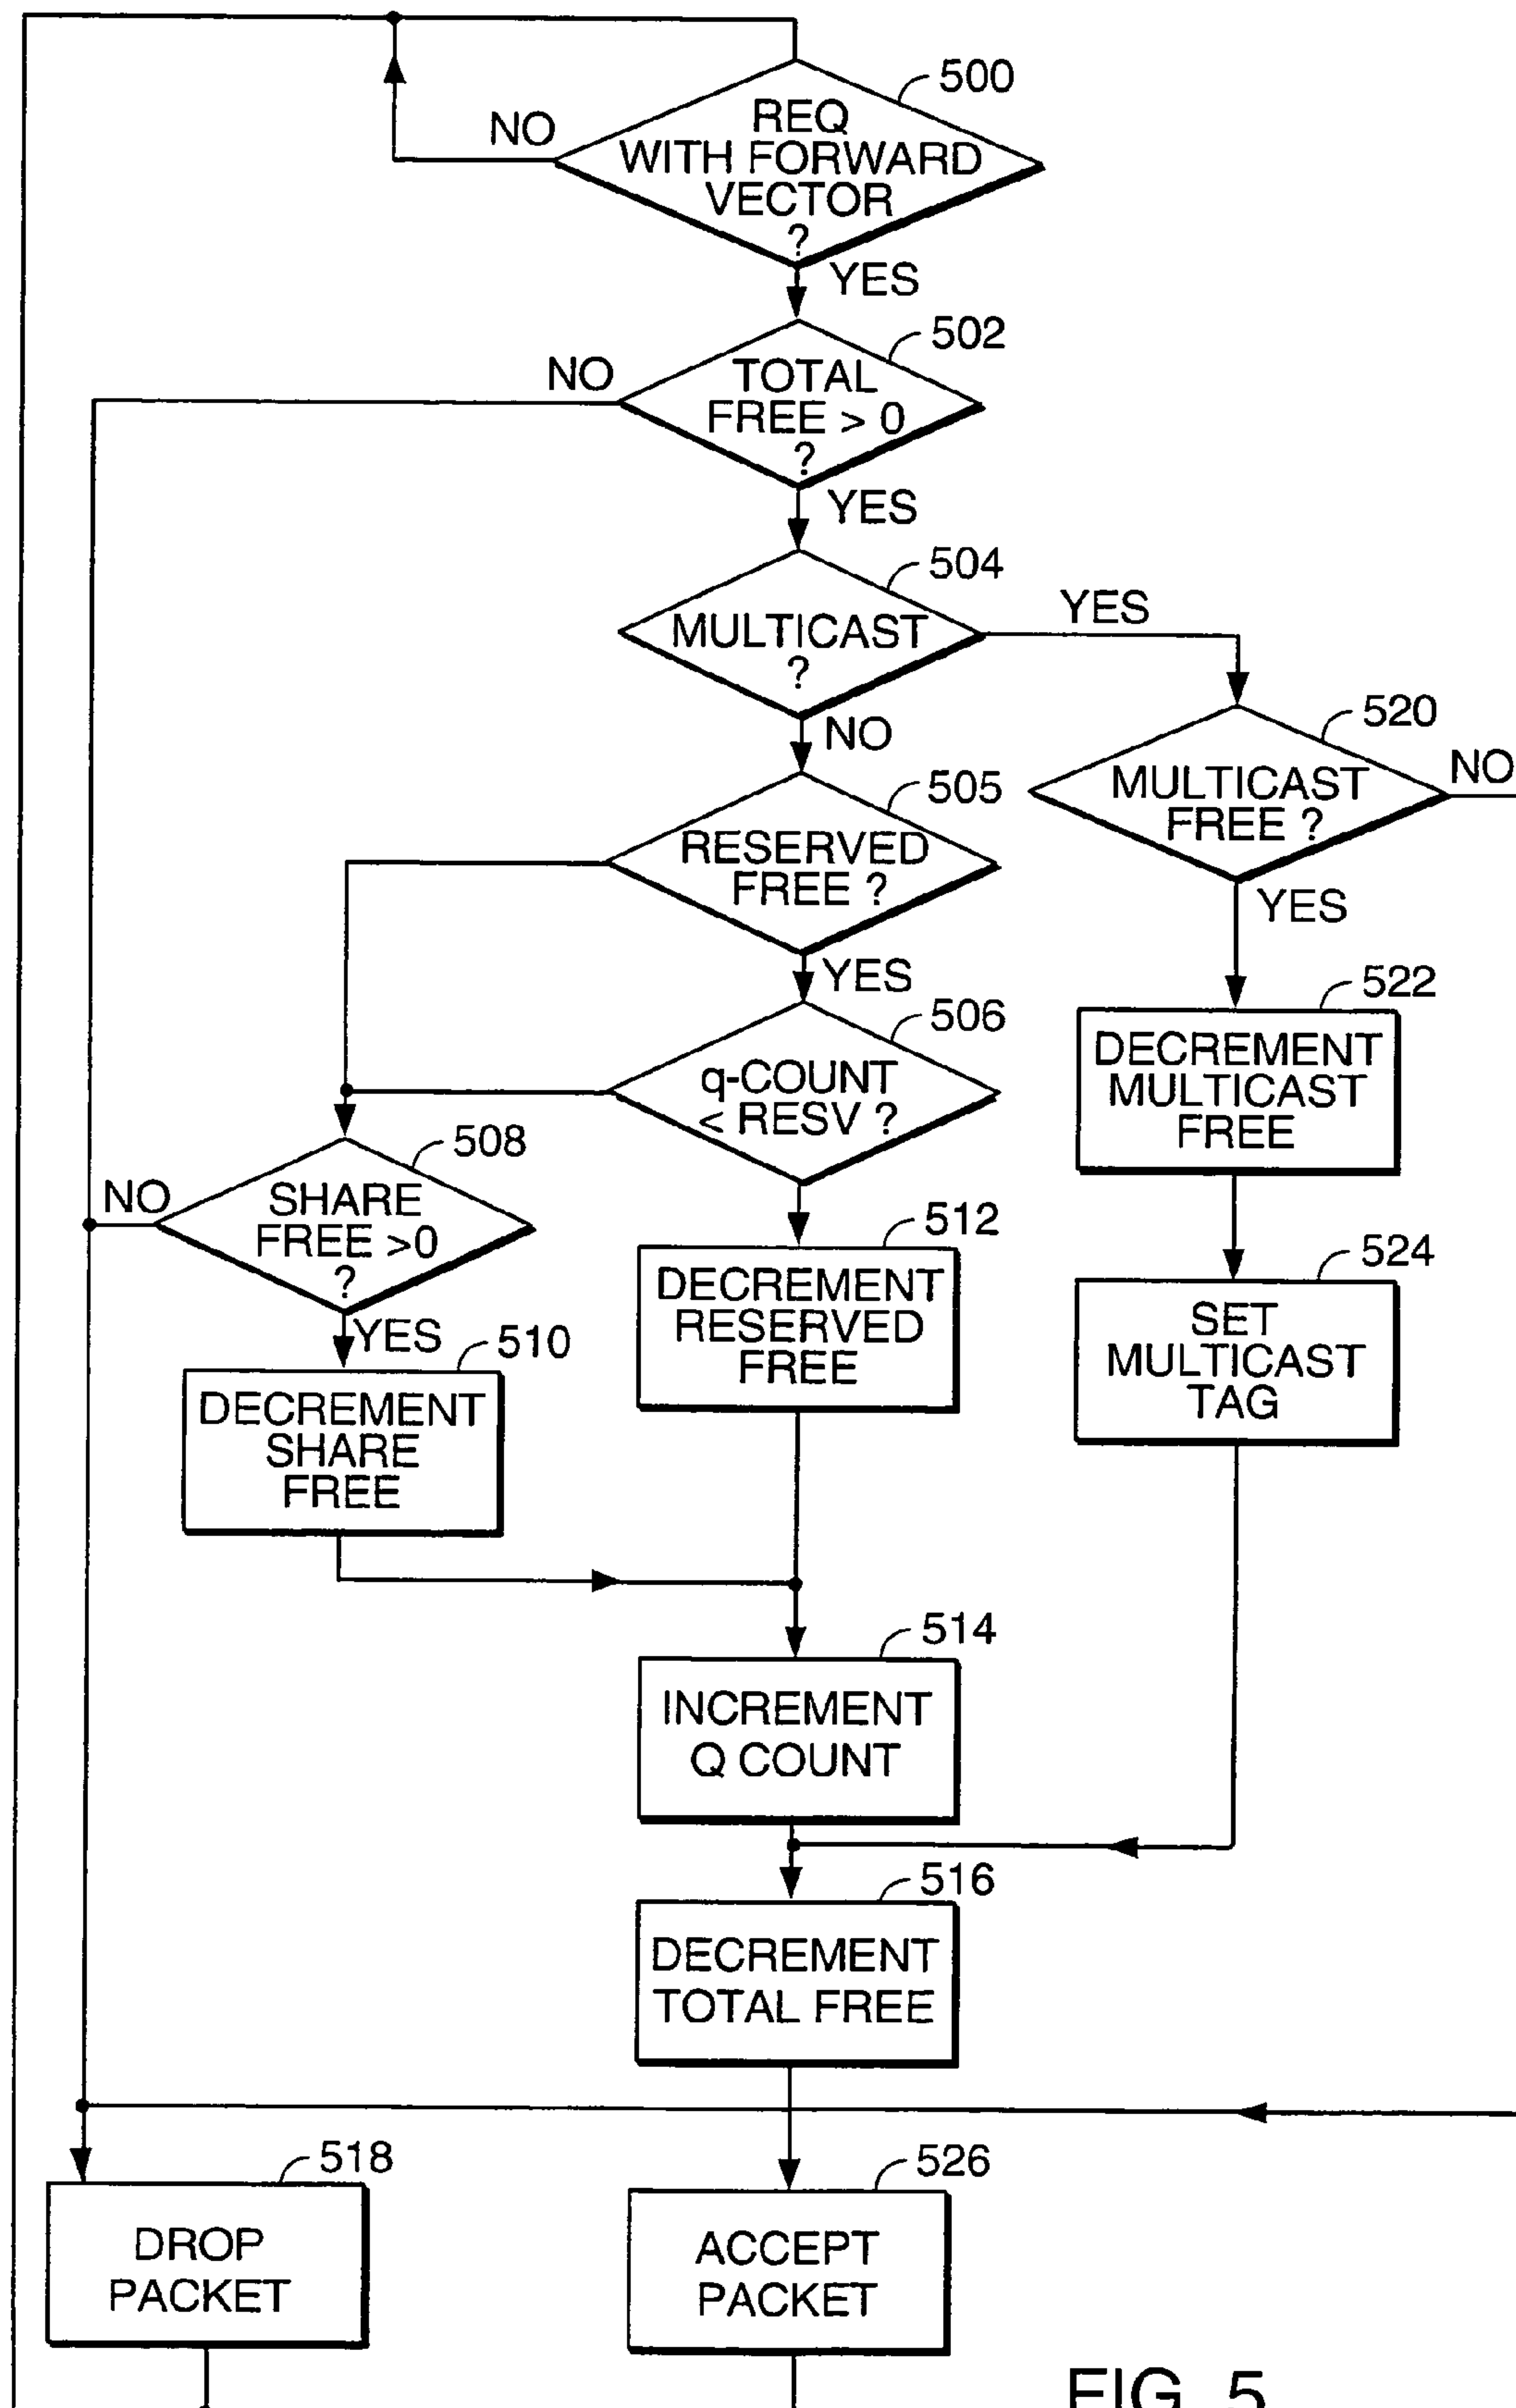 500
REQ
WITH FORWARD
VECTOR
?
NO
YES
502
TOTAL
FREE > 0
?
NO
YES
504
MULTICAST
?
YES
NO
520
MULTICAST
FREE ?
NO
YES
505
RESERVED
FREE ?
YES
506
q-COUNT
< RESV ?
522
DECREMENT
MULTICAST
FREE
508
SHARE
FREE >0
?
NO
YES
512
DECREMENT
RESERVED
FREE
524
SET
MULTICAST
TAG
510
DECREMENT
SHARE
FREE
514
INCREMENT
Q COUNT
516
DECREMENT
TOTAL FREE
518
DROP
PACKET
526
ACCEPT
PACKET
FIG. 5